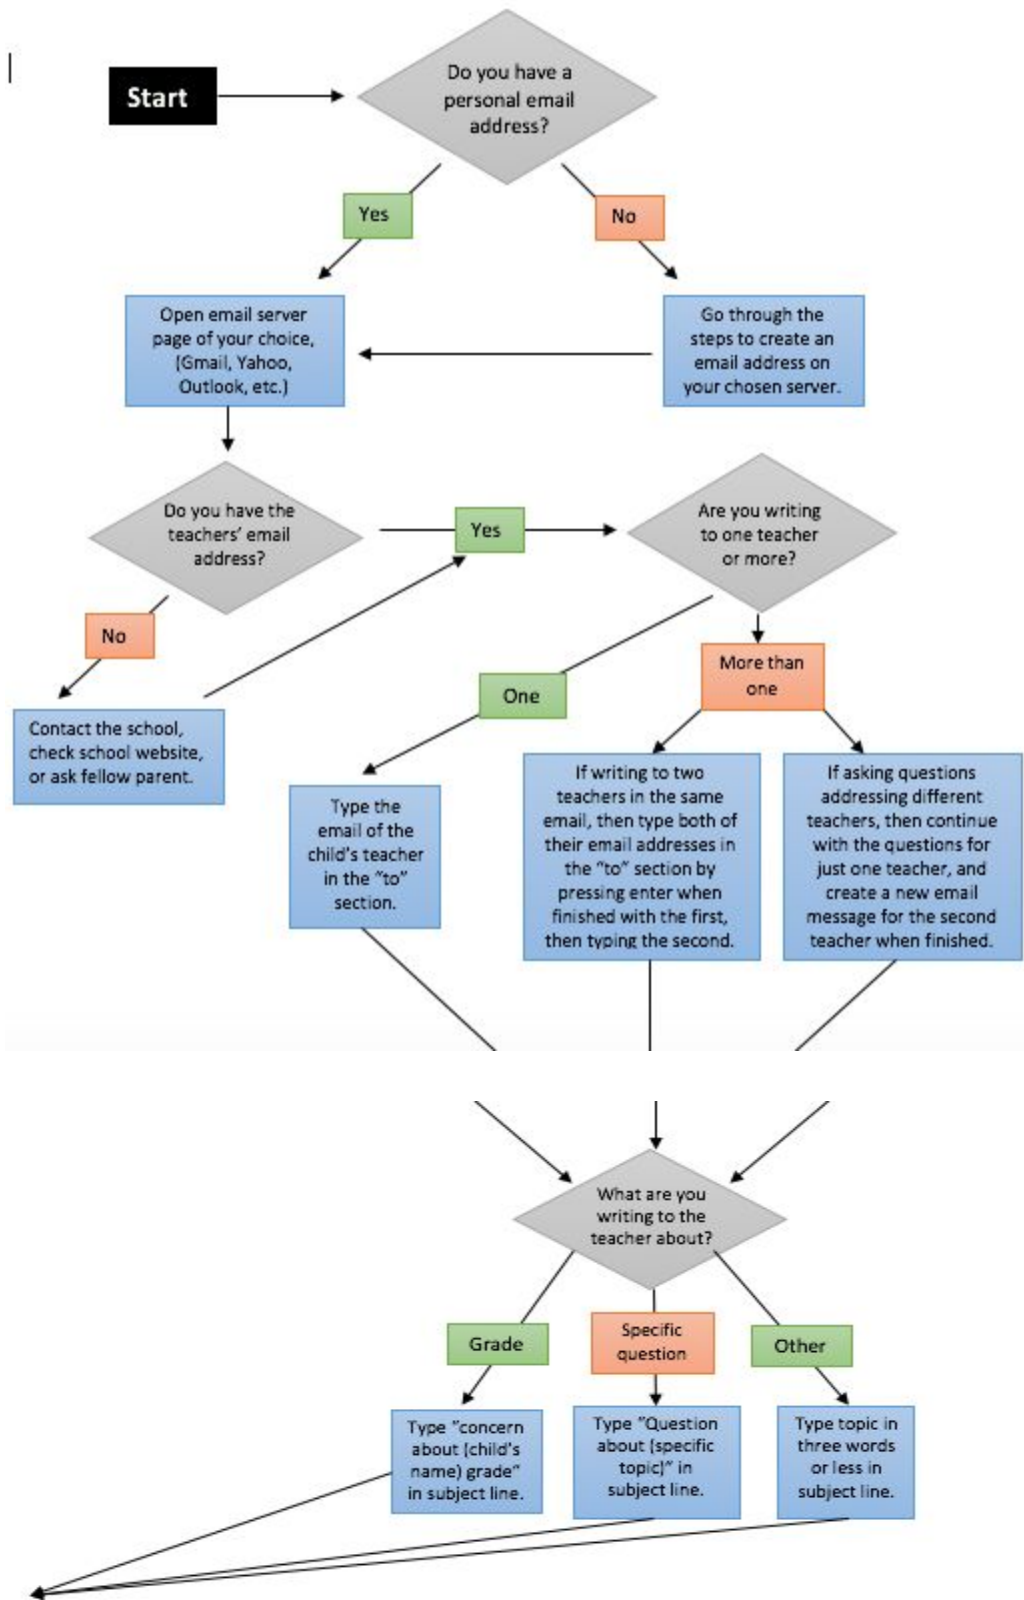 Start
Do you have a
personal email
address?
Yes
No
Open email server
page of your choice,
(Gmail, Yahoo,
Outlook, etc.)
Go through the
steps to create an
email address on
your chosen server.
Do you have the
teachers' email
address?
Yes
Are you writing
to one teacher
or more?
No
One
More than
one
Contact the school,
check school website,
or ask fellow parent.
Type the
email of the
child's teacher
in the "to"
section.
If writing to two
teachers in the same
email, then type both of
their email addresses in
the "to" section by
pressing enter when
finished with the first,
then typing the second.
If asking questions
addressing different
teachers, then continue
with the questions for
just one teacher, and
create a new email
message for the second
teacher when finished.
What are you
writing to the
teacher about?
Grade
Specific
question
Other
Type "concern
about (child's
name) grade"
in subject line.
Type "Question
about (specific
topic)" in
subject line.
Type topic in
three words
or less in
subject line.